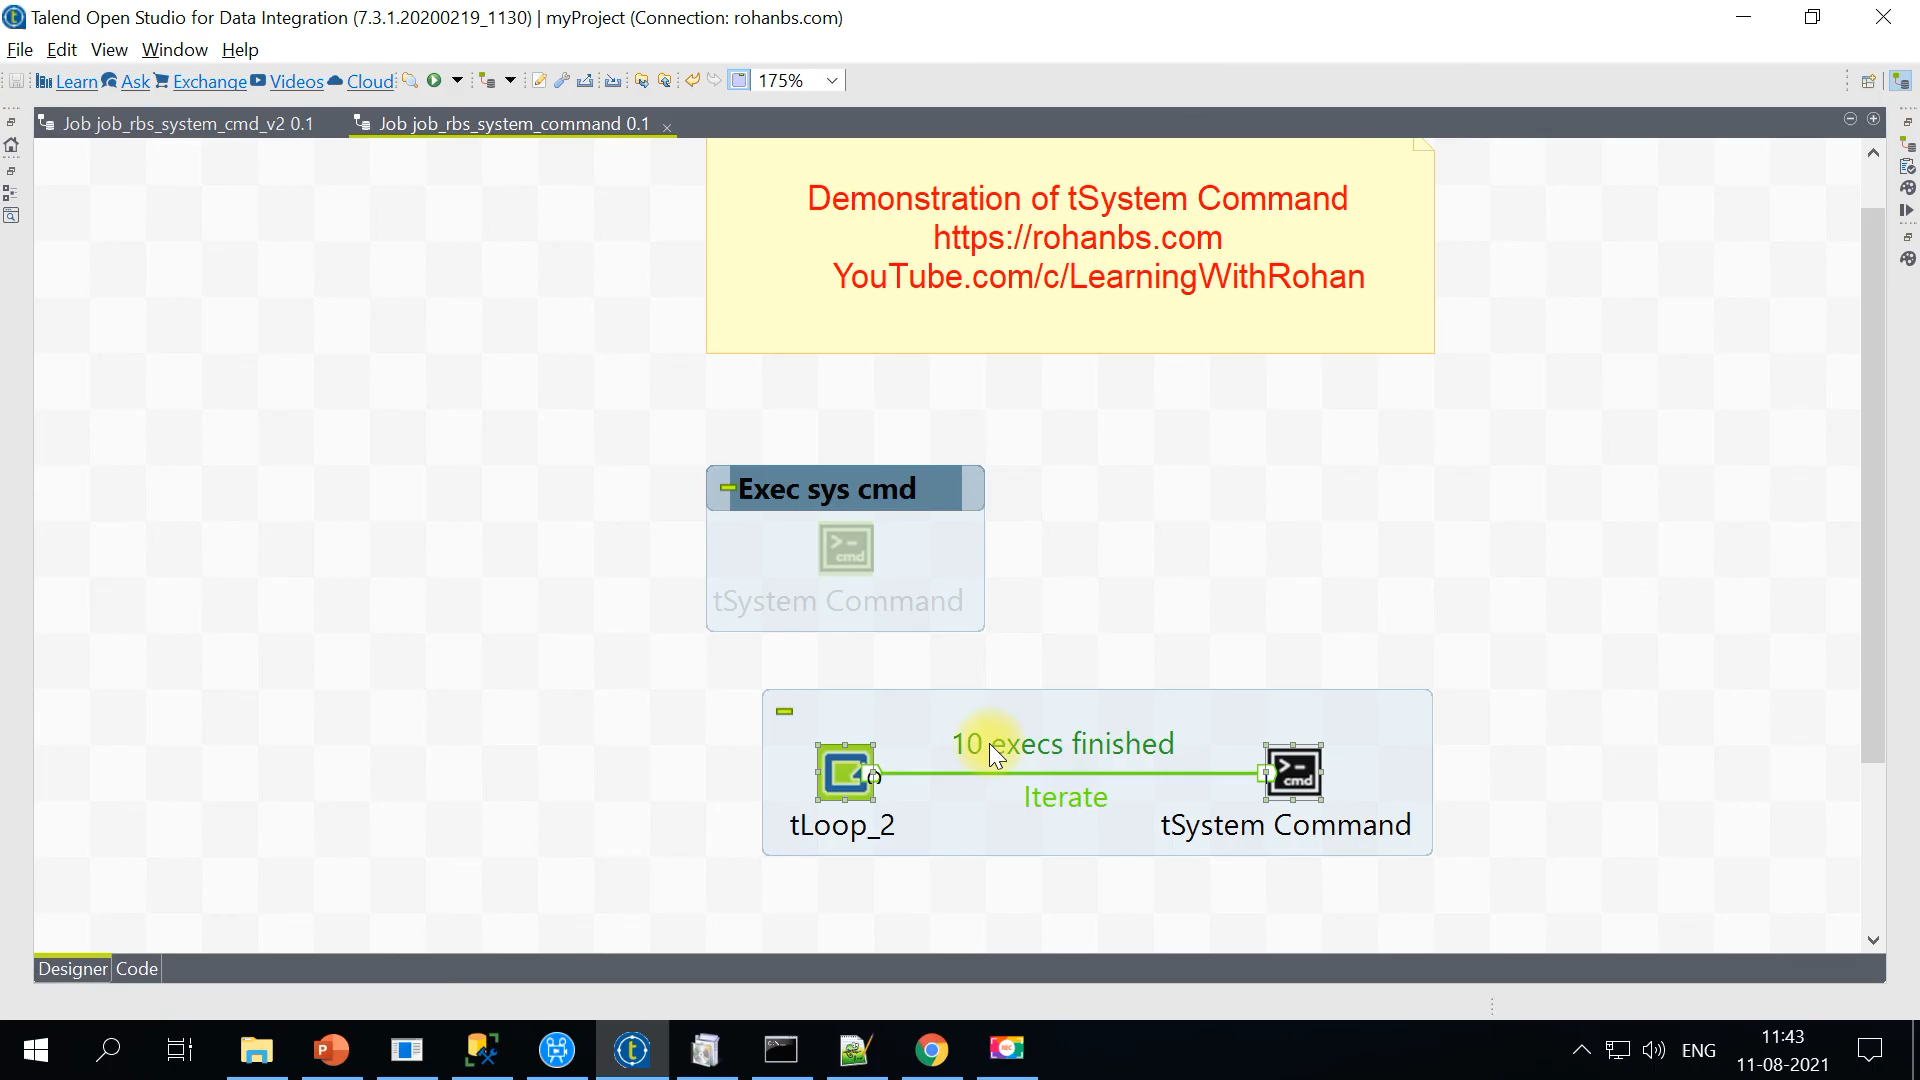 Talend Open Studio for Data Integration (7.3.1.20200219_1130) | myProject (Connection: rohanbs.com)
File Edit View Window Help
Learn Ask Exchange Videos Cloud 175%
Job job_rbs_system_cmd_v2 0.1 Job job_rbs_system_command 0.1
Demonstration of tSystem Command
https://rohanbs.com
YouTube.com/c/LearningWithRohan
Exec sys cmd
cmd
tSystem Command
10 execs finished
cmd
Iterate
tLoop_2 tSystem Command
Designer Code
ENG
11:43
11-08-2021